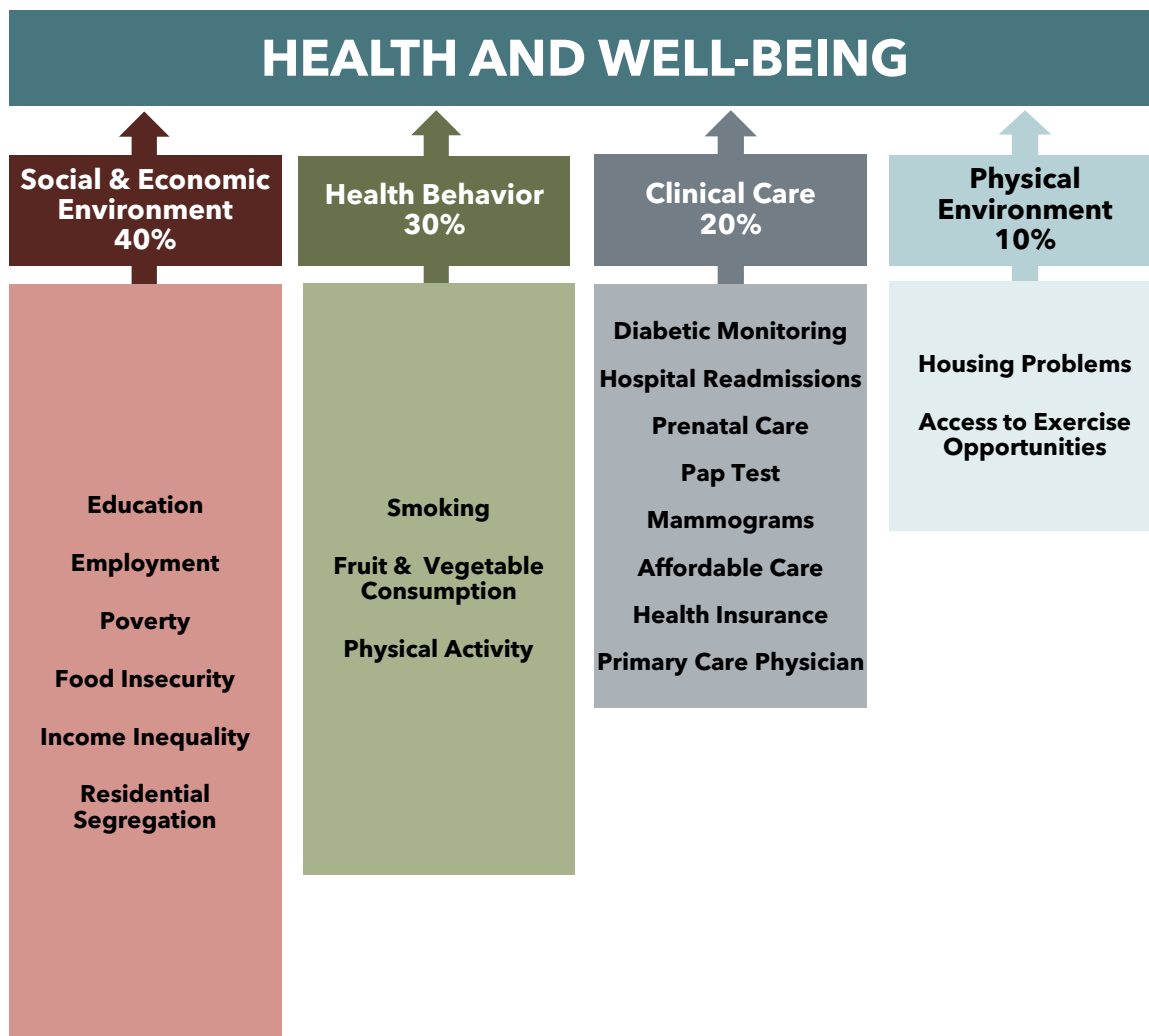 HEALTH AND WELL-BEING
Social & Economic
Environment
40%
Education
Employment
Poverty
Food Insecurity
Income Inequality
Residential
Segregation
Health Behavior
30%
Smoking
Fruit &  Vegetable
Consumption
Physical Activity
Clinical Care
20%
Diabetic Monitoring
Hospital Readmissions
Prenatal Care
Pap Test
Mammograms
Affordable Care
Health Insurance
Primary Care Physician
Physical
Environment
10%
Housing Problems
Access to Exercise
Opportunities